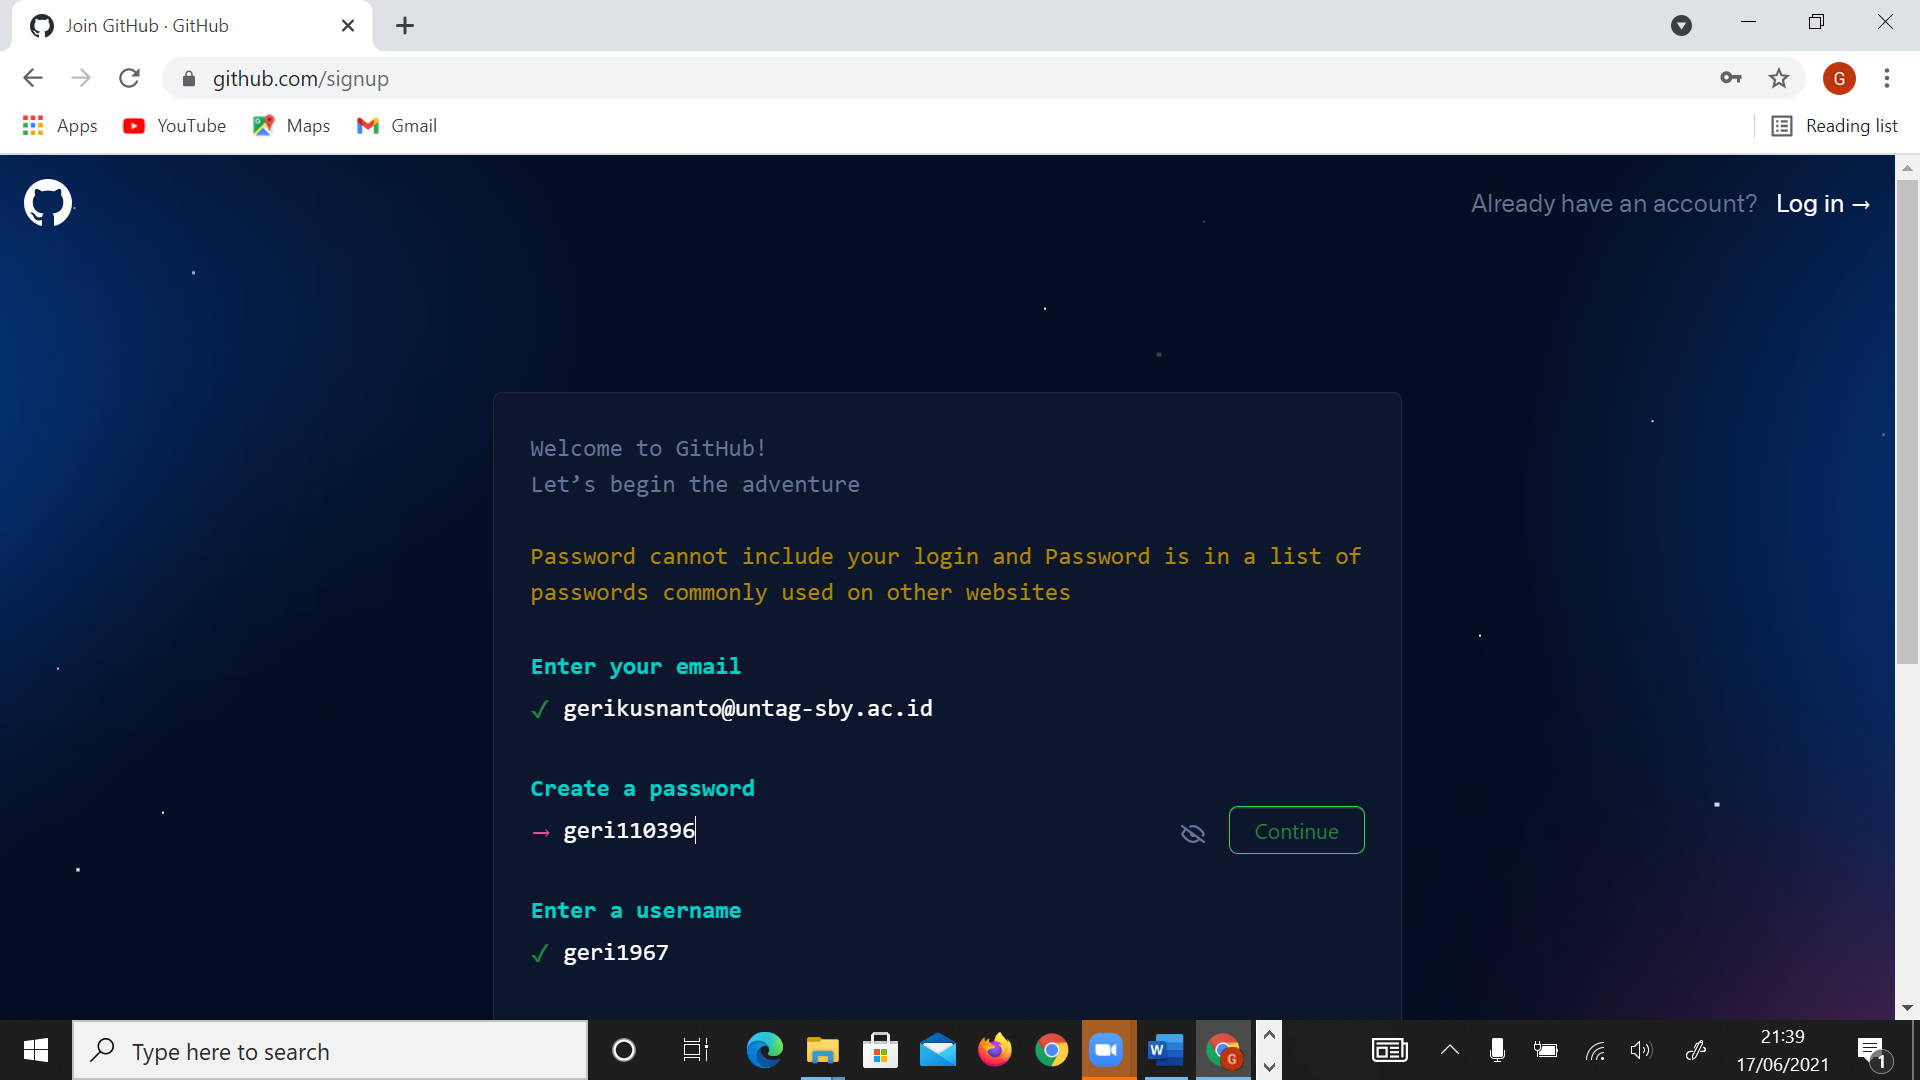 Join GitHub · GitHub
github.com/signup
G
Apps
YouTube
Maps
Gmail
Reading list
Already have an account? Log in →
Welcome to GitHub!
Let’s begin the adventure
Password cannot include your login and Password is in a list of
passwords commonly used on other websites
Enter your email
✓ gerikusnanto@untag-sby.ac.id
Create a password
→ geri110396
Continue
Enter a username
✓ geri1967
Type here to search
W
G
21:39
17/06/2021
1